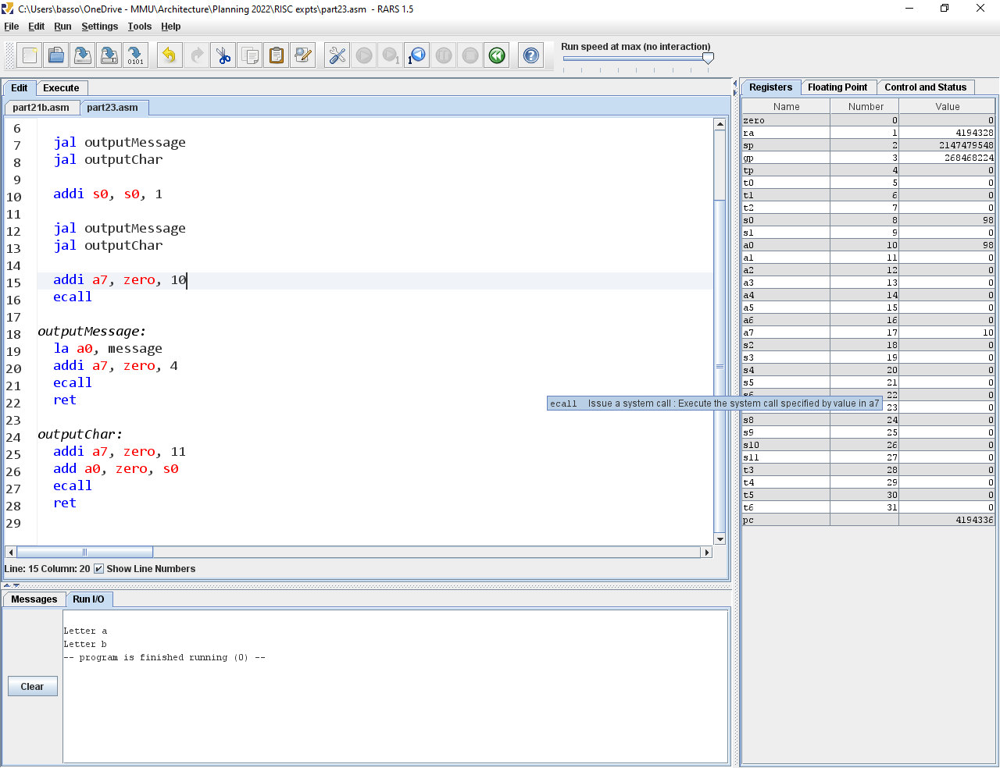 C:\Users\basso\OneDrive - MMU\Architecture\Planning 2022\RISC expts\part23.asm - RARS 1.5
File Edit Run Settings Tools Help
0101
1
1
Run speed at max (no interaction)
Edit Execute
part21b.asm part23.asm
6
7 jal outputMessage
8 jal outputChar
9
10 addi s0, s0, 1
11
12 jal outputMessage
13 jal outputChar
14
15 addi a7, zero, 10
16 ecall
17
18 outputMessage:
19 la a0, message
20 addi a7, zero, 4
21 ecall
22 ret
23
24 outputChar:
25 addi a7, zero, 11
26 add a0, zero, s0
27 ecall
28 ret
29
ecall Issue a system call : Execute the system call specified by value in a7
Line: 15 Column: 20 Show Line Numbers
Messages Run I/O
Clear
Letter a
Letter b
-- program is finished running (0) --
Registers Floating Point Control and Status
Name Number Value
zero 0 0
ra 1 4194328
sp 2 2147479548
gp 3 268468224
tp 4 0
t0 5 0
t1 6 0
t2 7 0
s0 8 98
s1 9 0
a0 10 98
a1 11 0
a2 12 0
a3 13 0
a4 14 0
a5 15 0
a6 16 0
a7 17 10
s2 18 0
s3 19 0
s4 20 0
s5 21 0
s6 22 0
23 0
s8 24 0
s9 25 0
s10 26 0
s11 27 0
t3 28 0
t4 29 0
t5 30 0
t6 31 0
pc 4194336